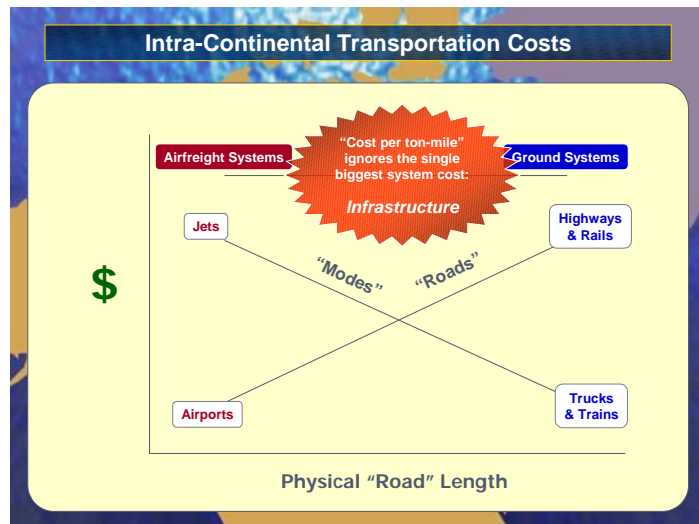 Intra-Continental Transportation Costs
Airfreight Systems
“Cost per ton-mile”
ignores the single
biggest system cost:
Infrastructure
Ground Systems
Jets
Highways
& Rails
“Modes”
“Roads”
$
Airports
Trucks
& Trains
Physical “Road” Length